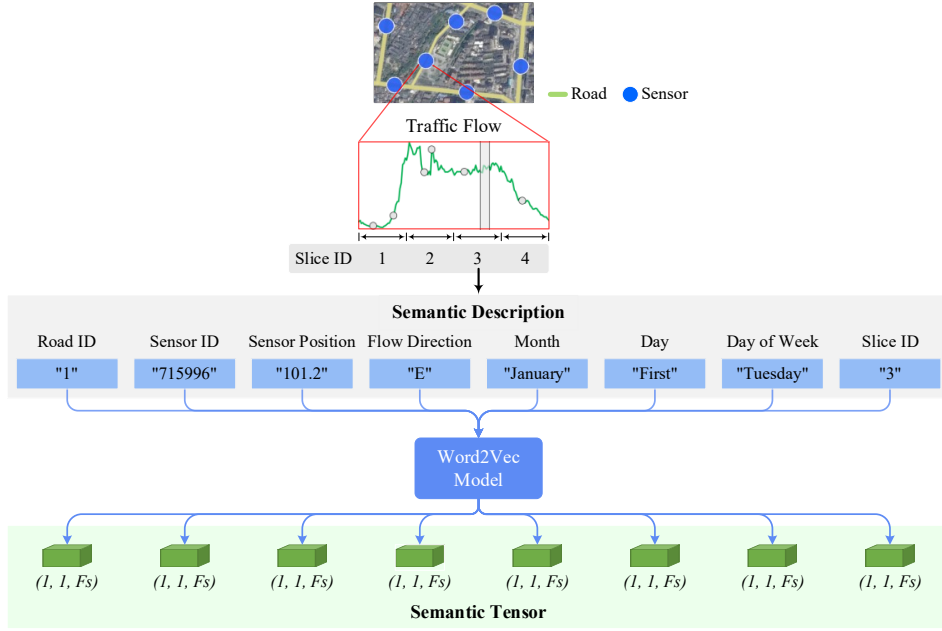 Road Sensor
Traffic Flow
Slice ID 1 2 3 4
Semantic Description
Road ID Sensor ID Sensor Position Flow Direction Month Day Day of Week Slice ID
"1" "715996" "101.2" "E" "January" "First" "Tuesday" "3"
Word2Vec
Model
(1, 1, Fs) (1, 1, Fs) (1, 1, Fs) (1, 1, Fs) (1, 1, Fs) (1, 1, Fs) (1, 1, Fs) (1, 1, Fs)
Semantic Tensor